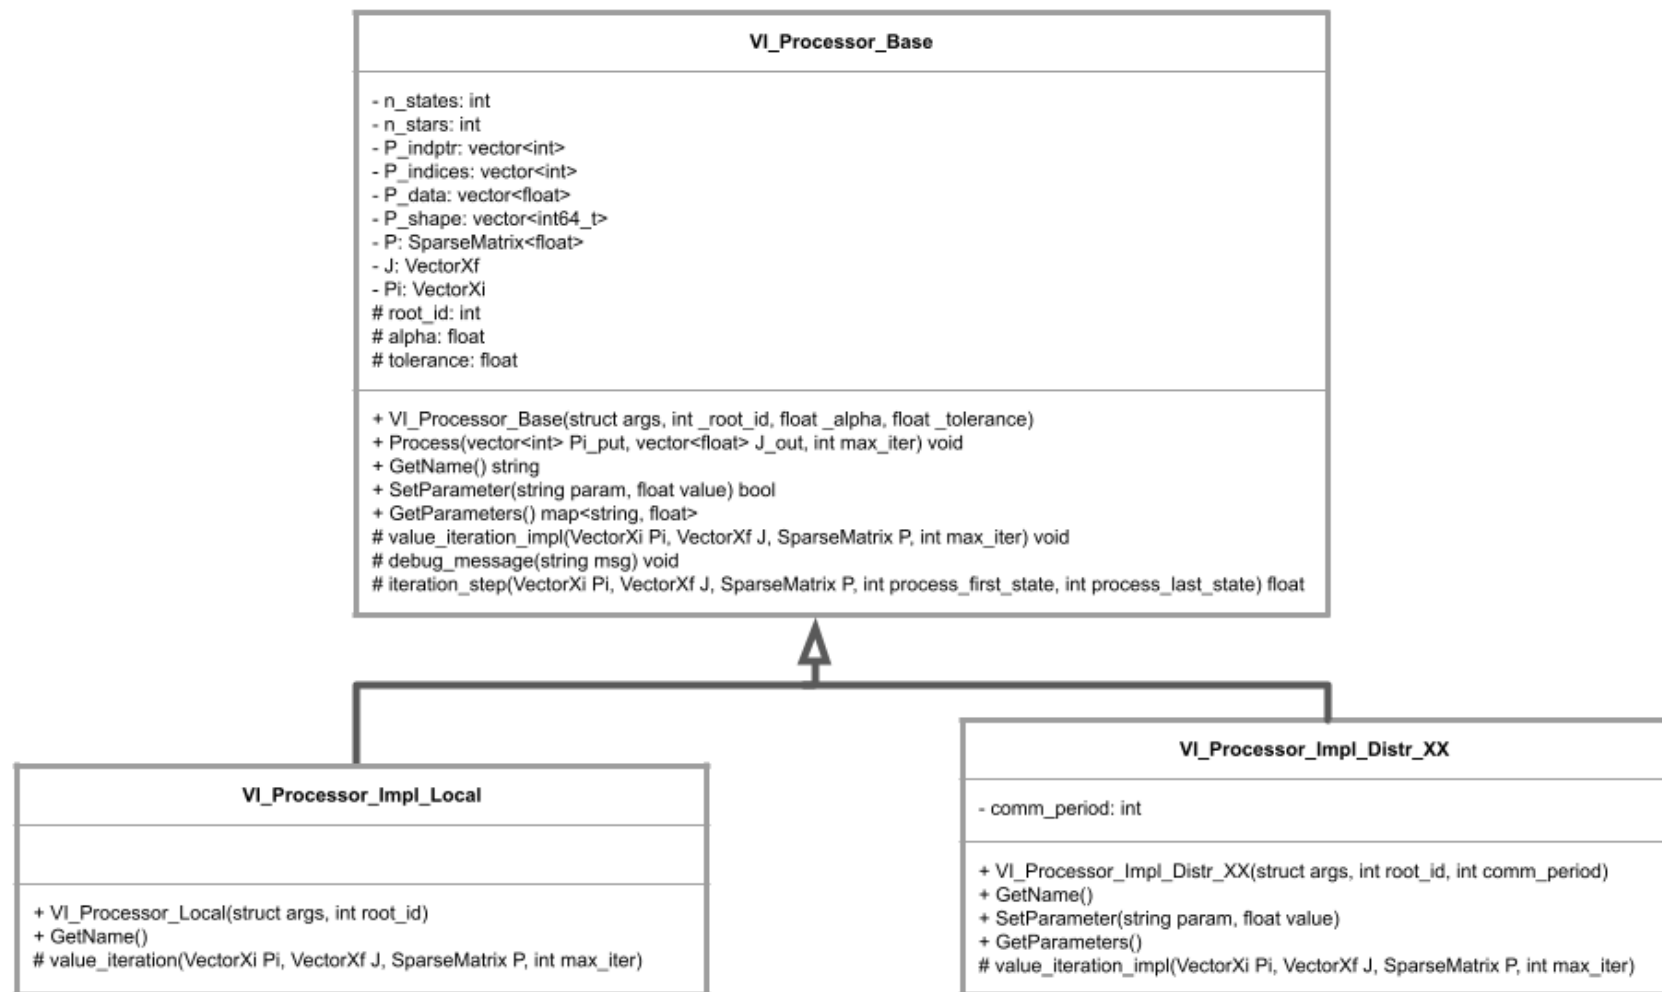 VI_Processor_Base
- n_states: int
- n_stars: int
- P_indptr: vector<int>
- P_indices: vector<int>
- P_data: vector<float>
- P_shape: vector<int64_t>
- P: SparseMatrix<float>
- J: VectorXf
- Pi: VectorXi
# root_id: int
# alpha: float
# tolerance: float
+ VI_Processor_Base(struct args, int _root_id, float _alpha, float _tolerance)
+ Process(vector<int> Pi_put, vector<float> J_out, int max_iter) void
+ GetName() string
+ SetParameter(string param, float value) bool
+ GetParameters() map<string, float>
# value_iteration_impl(VectorXi Pi, VectorXf J, SparseMatrix P, int max_iter) void
# debug_message(string msg) void
# iteration_step(VectorXi Pi, VectorXf J, SparseMatrix P, int process_first_state, int process_last_state) float
VI_Processor_Impl_Local
+ VI_Processor_Local(struct args, int root_id)
+ GetName()
# value_iteration(VectorXi Pi, VectorXf J, SparseMatrix P, int max_iter)
VI_Processor_Impl_Distr_XX
- comm_period: int
+ VI_Processor_Impl_Distr_XX(struct args, int root_id, int comm_period)
+ GetName()
+ SetParameter(string param, float value)
+ GetParameters()
# value_iteration_impl(VectorXi Pi, VectorXf J, SparseMatrix P, int max_iter)